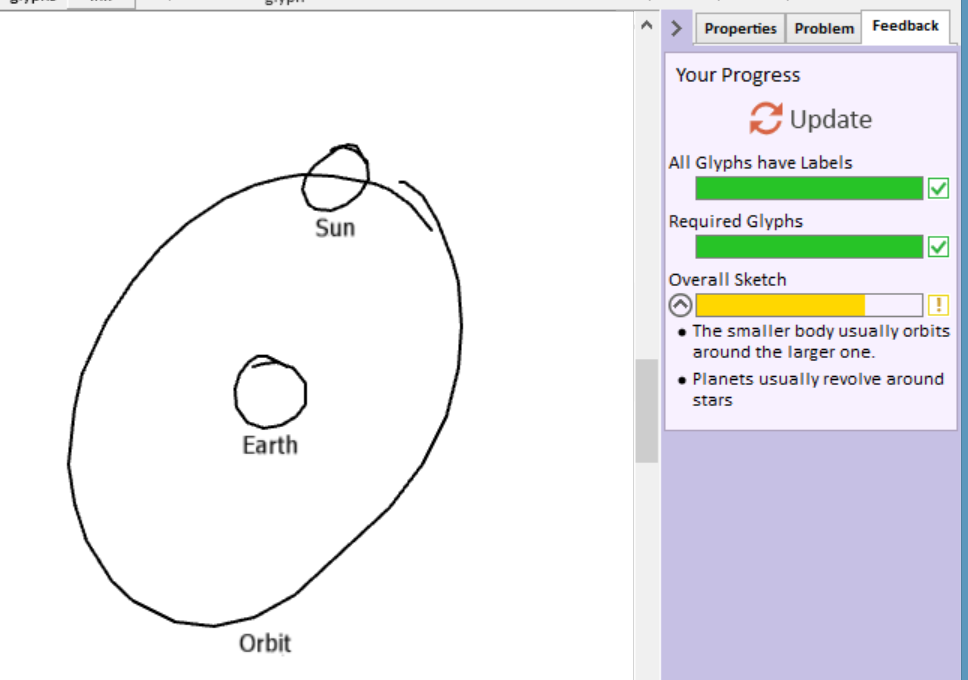 Sun
Earth
Orbit
Properties
Problem
Feedback
Your Progress
Update
All Glyphs have Labels
Required Glyphs
Overall Sketch
!
• The smaller body usually orbits
around the larger one.
• Planets usually revolve around
stars